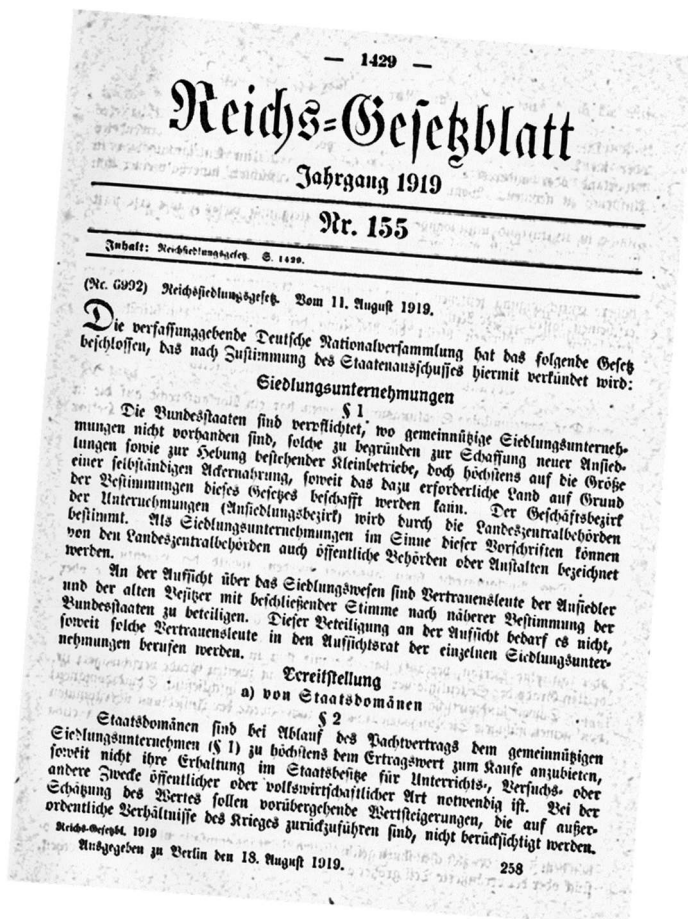 — 1429 —
Reichs-Gesetzblatt
Jahrgang 1919
Nr. 155
Inhalt: Reichssiedlungsgesetz. S. 1429.
(Nr. 6992) Reichssiedlungsgesetz. Vom 11. August 1919.
Die verfassunggebende Deutsche Nationalversammlung hat das folgende Gesetz
beschlossen, das nach Zustimmung des Staatenausschusses hiermit verkündet wird:
Siedlungsunternehmungen
§ 1
Die Bundesstaaten sind verpflichtet, wo gemeinnützige Siedlungsunterneh-
mungen nicht vorhanden sind, solche zu begründen zur Schaffung neuer Ansied-
lungen sowie zur Hebung bestehender Kleinbetriebe, doch höchstens auf die Größe
einer selbständigen Ackernahrung, soweit das dazu erforderliche Land auf Grund
der Bestimmungen dieses Gesetzes beschafft werden kann. Der Geschäftsbezirk
der Unternehmungen (Ansiedlungsbezirk) wird durch die Landeszentralbehörden
bestimmt. Als Siedlungsunternehmungen im Sinne dieser Vorschriften können
von den Landeszentralbehörden auch öffentliche Behörden oder Anstalten bezeichnet
werden.
An der Aufsicht über das Siedlungswesen sind Vertrauensleute der Ansiedler
und der alten Besitzer mit beschließender Stimme nach näherer Bestimmung der
Bundesstaaten zu beteiligen. Dieser Beteiligung an der Aufsicht bedarf es nicht,
soweit solche Vertrauensleute in den Aufsichtsrat der einzelnen Siedlungsunter-
nehmungen berufen werden.
Bereitstellung
a) von Staatsdomänen
§ 2
Staatsdomänen sind bei Ablauf des Pachtvertrags dem gemeinnützigen
Siedlungsunternehmen (§ 1) zu höchstens dem Ertragswert zum Kaufe anzubieten,
soweit nicht ihre Erhaltung im Staatsbesitze für Unterrichts-, Versuchs- oder
andere Zwecke öffentlicher oder volkswirtschaftlicher Art notwendig ist. Bei der
Schätzung des Wertes sollen vorübergehende Wertsteigerungen, die auf außer-
ordentliche Verhältnisse des Krieges zurückzuführen sind, nicht berücksichtigt werden.
Reichs-Gesetzbl. 1919
258
Ausgegeben zu Berlin den 18. August 1919.